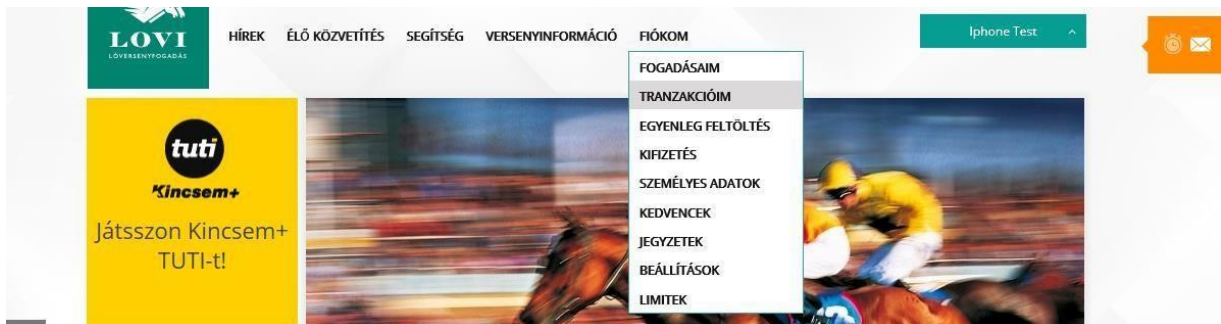 LOVI
LÓVERSENYFOGADÁS
HÍREK ÉLŐ KÖZVETÍTÉS SEGÍTSÉG VERSENYINFORMÁCIÓ FIÓKOM
Iphone Test
FOGADÁSAIM
TRANZAKCIÓIM
EGYENLEG FELTÖLTÉS
KIFIZETÉS
SZEMÉLYES ADATOK
KEDVENCEK
JEGYZETEK
BEÁLLÍTÁSOK
LIMITEK
tuti
Kincsem+
Játsszon Kincsem+
TUTI-t!